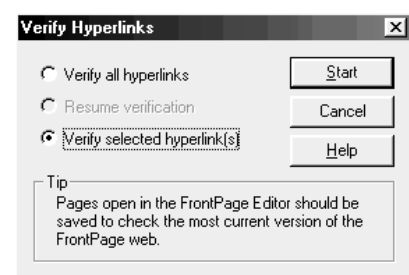 Verify Hyperlinks
Verify all hyperlinks
Start
Resume verification
Cancel
Verify selected hyperlink(s)
Help
Tip
Pages open in the FrontPage Editor should be
saved to check the most current version of the
FrontPage web.